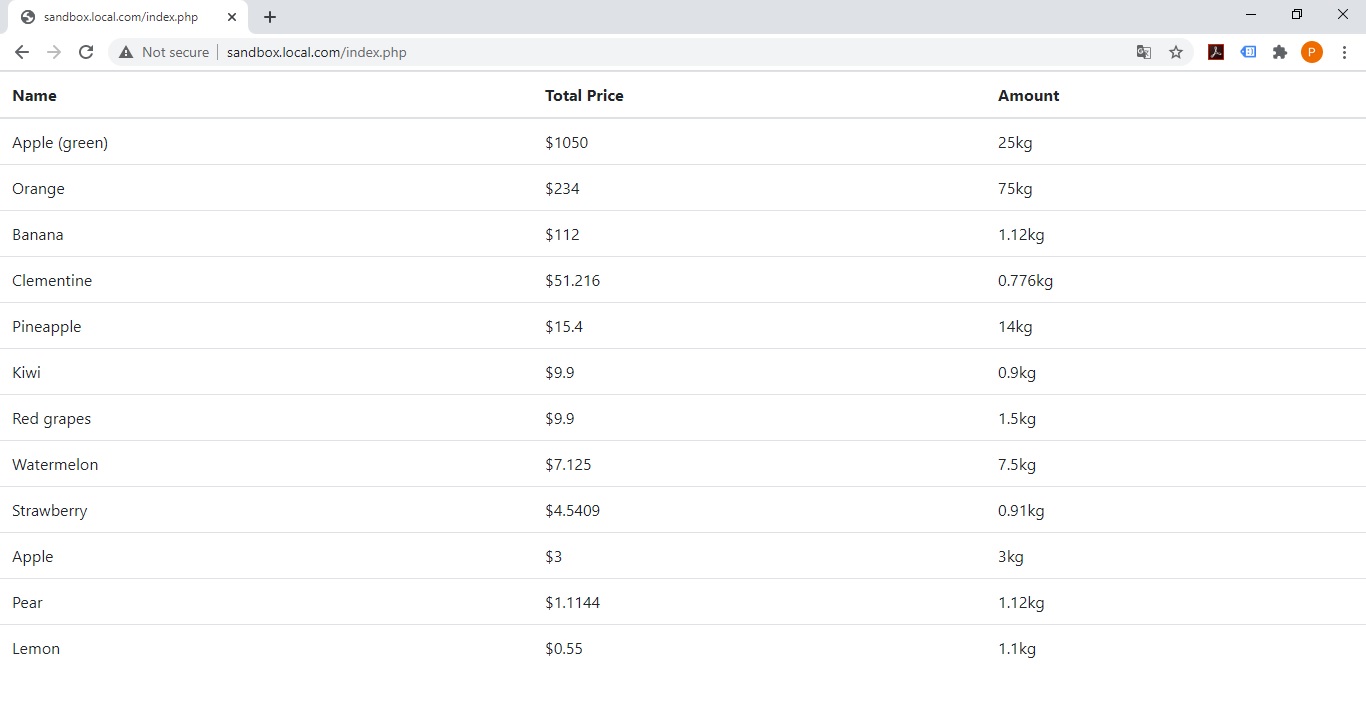 sandbox.local.com/index.php
Not secure sandbox.local.com/index.php P
Name Total Price Amount
Apple (green) $1050 25kg
Orange $234 75kg
Banana $112 1.12kg
Clementine $51.216 0.776kg
Pineapple $15.4 14kg
Kiwi $9.9 0.9kg
Red grapes $9.9 1.5kg
Watermelon $7.125 7.5kg
Strawberry $4.5409 0.91kg
Apple $3 3kg
Pear $1.1144 1.12kg
Lemon $0.55 1.1kg